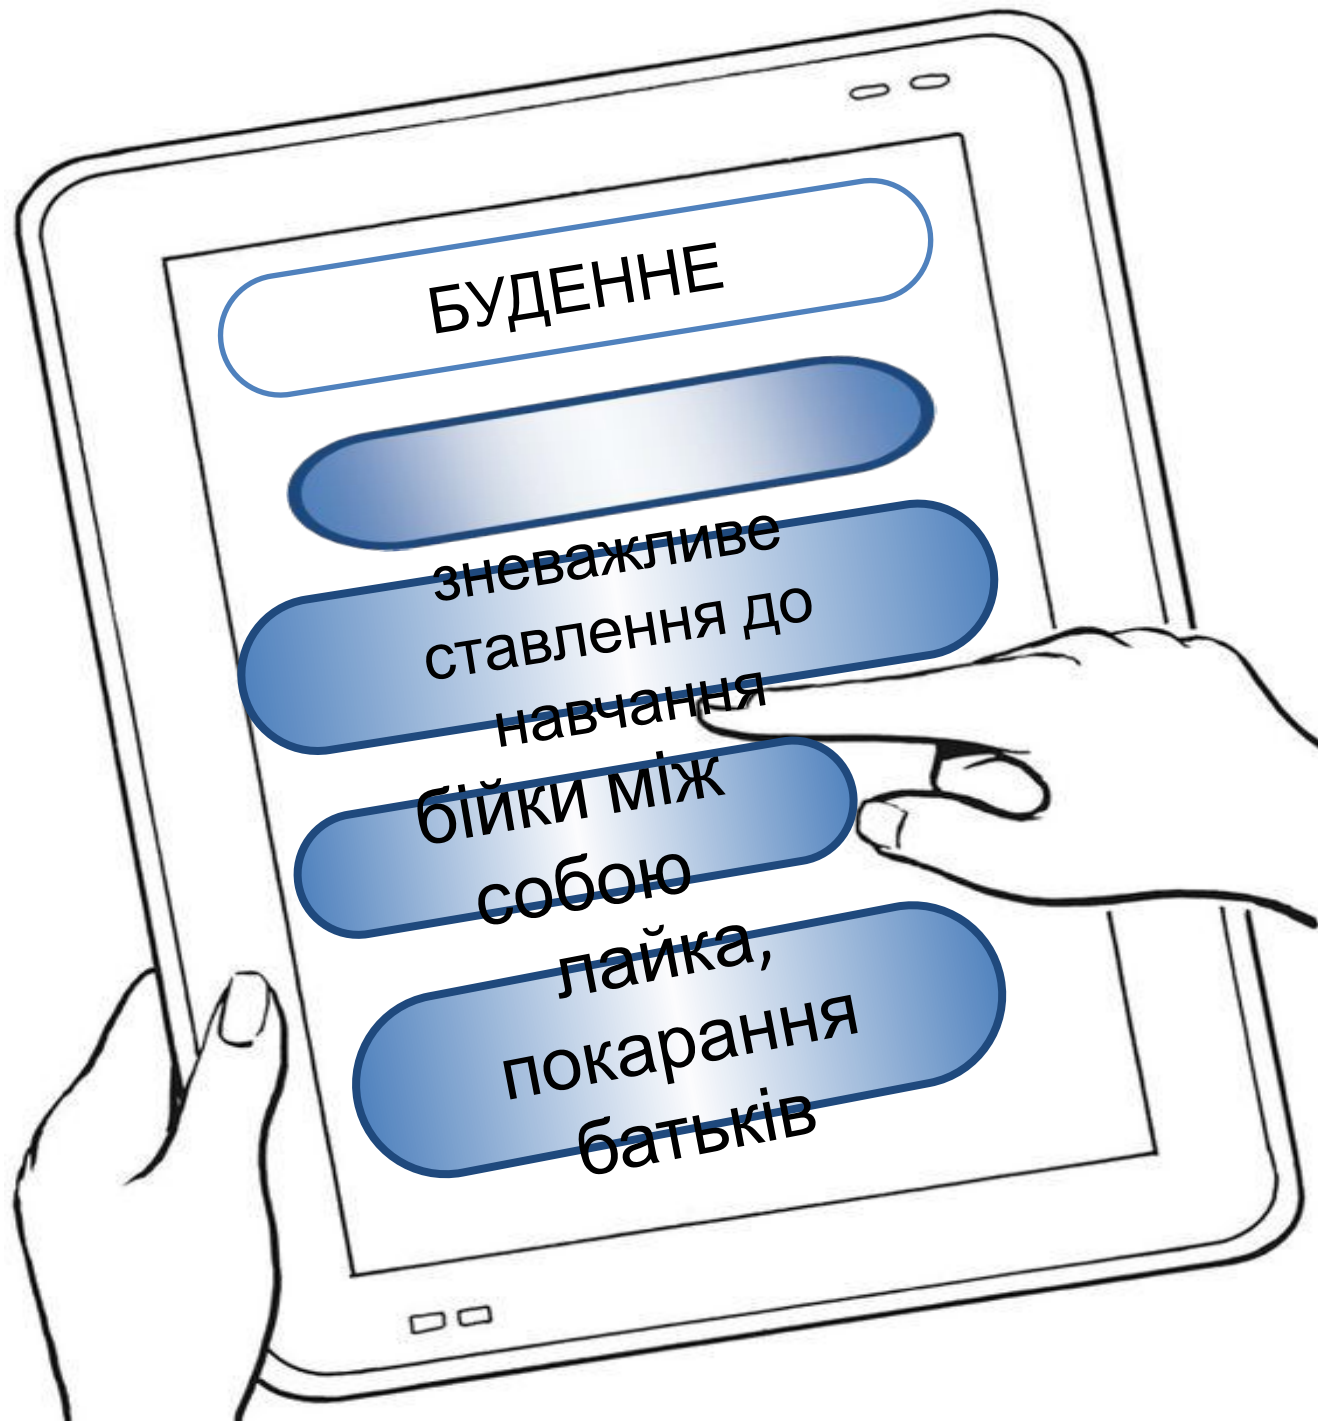 БУДЕННЕ
зневажливе
ставлення до
навчання
бійки між
собою
лайка,
покарання
батьків